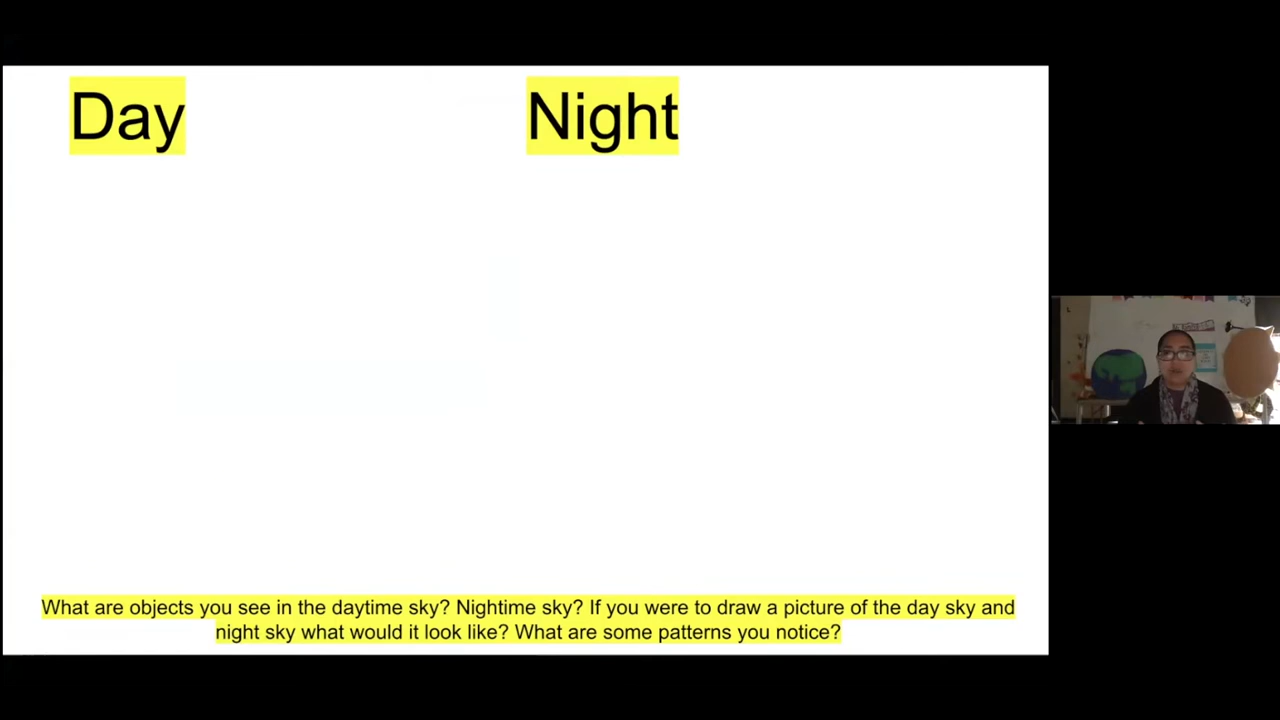 Day
Night
What are objects you see in the daytime sky? Nightime sky? If you were to draw a picture of the day sky and
night sky what would it look like? What are some patterns you notice?